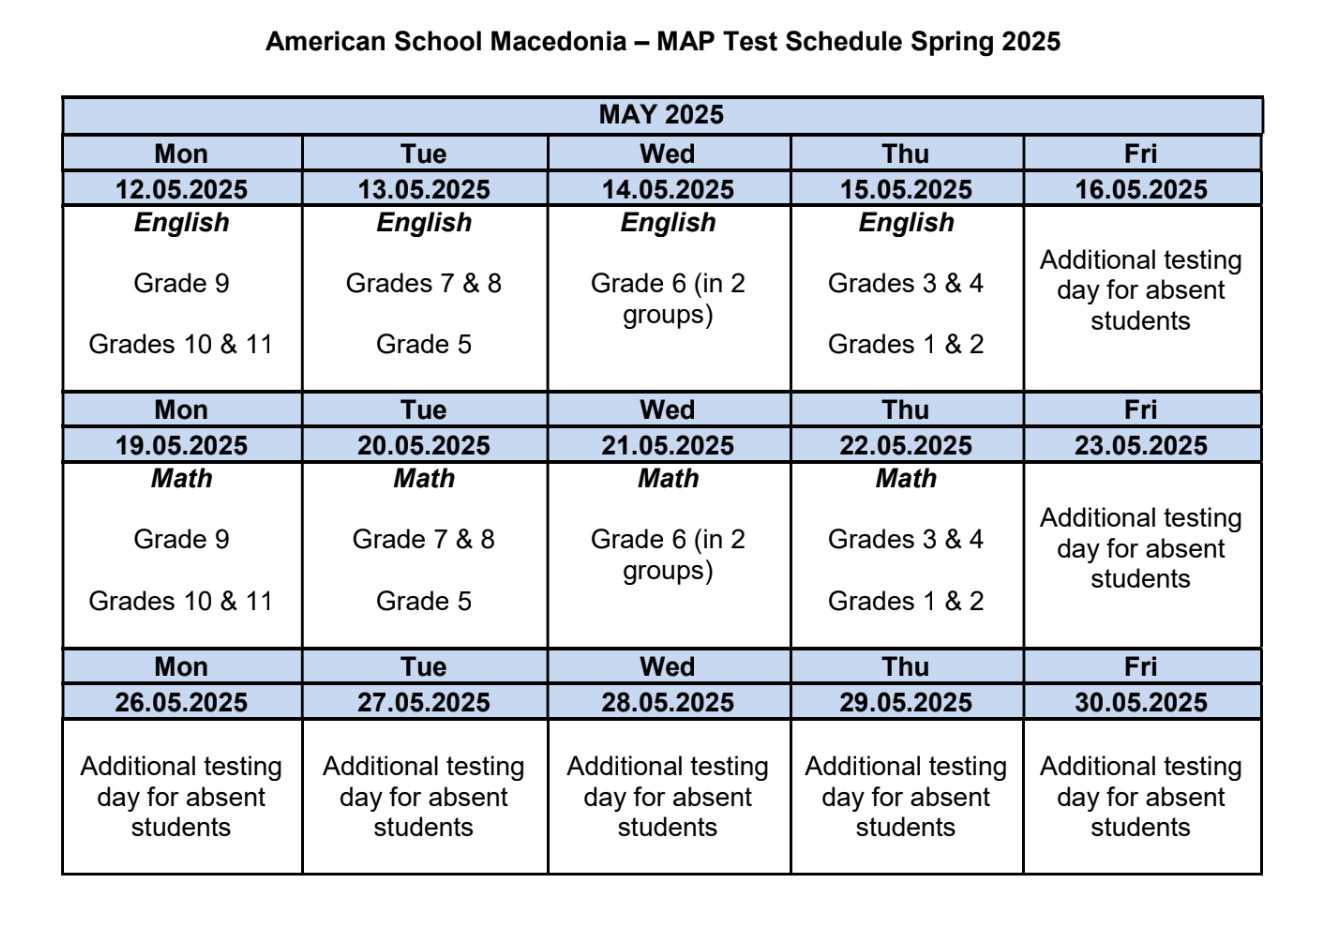 American School Macedonia – MAP Test Schedule Spring 2025
MAY 2025
Mon Tue Wed Thu Fri
12.05.2025 13.05.2025 14.05.2025 15.05.2025 16.05.2025
English
Grade 9
Grades 10 & 11
English
Grades 7 & 8
Grade 5
English
Grade 6 (in 2
groups)
English
Grades 3 & 4
Grades 1 & 2
Additional testing
day for absent
students
Mon Tue Wed Thu Fri
19.05.2025 20.05.2025 21.05.2025 22.05.2025 23.05.2025
Math
Grade 9
Grades 10 & 11
Math
Grade 7 & 8
Grade 5
Math
Grade 6 (in 2
groups)
Math
Grades 3 & 4
Grades 1 & 2
Additional testing
day for absent
students
Mon Tue Wed Thu Fri
26.05.2025 27.05.2025 28.05.2025 29.05.2025 30.05.2025
Additional testing
day for absent
students
Additional testing
day for absent
students
Additional testing
day for absent
students
Additional testing
day for absent
students
Additional testing
day for absent
students